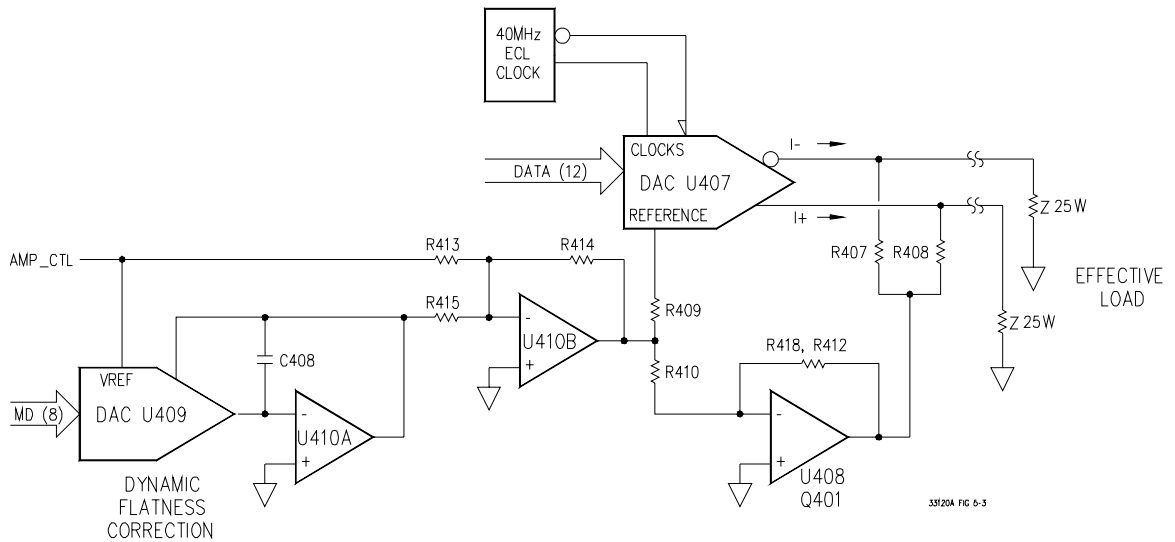 40MHz
ECL
CLOCK
I-
CLOCKS
DATA (12)
DAC U407
REFERENCE
I+
Z 25W
R407
R408
EFFECTIVE
LOAD
Z 25W
AMP_CTL
R413
R414
R415
R409
-
U410B
+
C408
R410
R418, R412
VREF
MD (8)
DAC U409
-
U410A
+
-
+
U408
Q401
DYNAMIC
FLATNESS
CORRECTION
33120A FIG 5-3